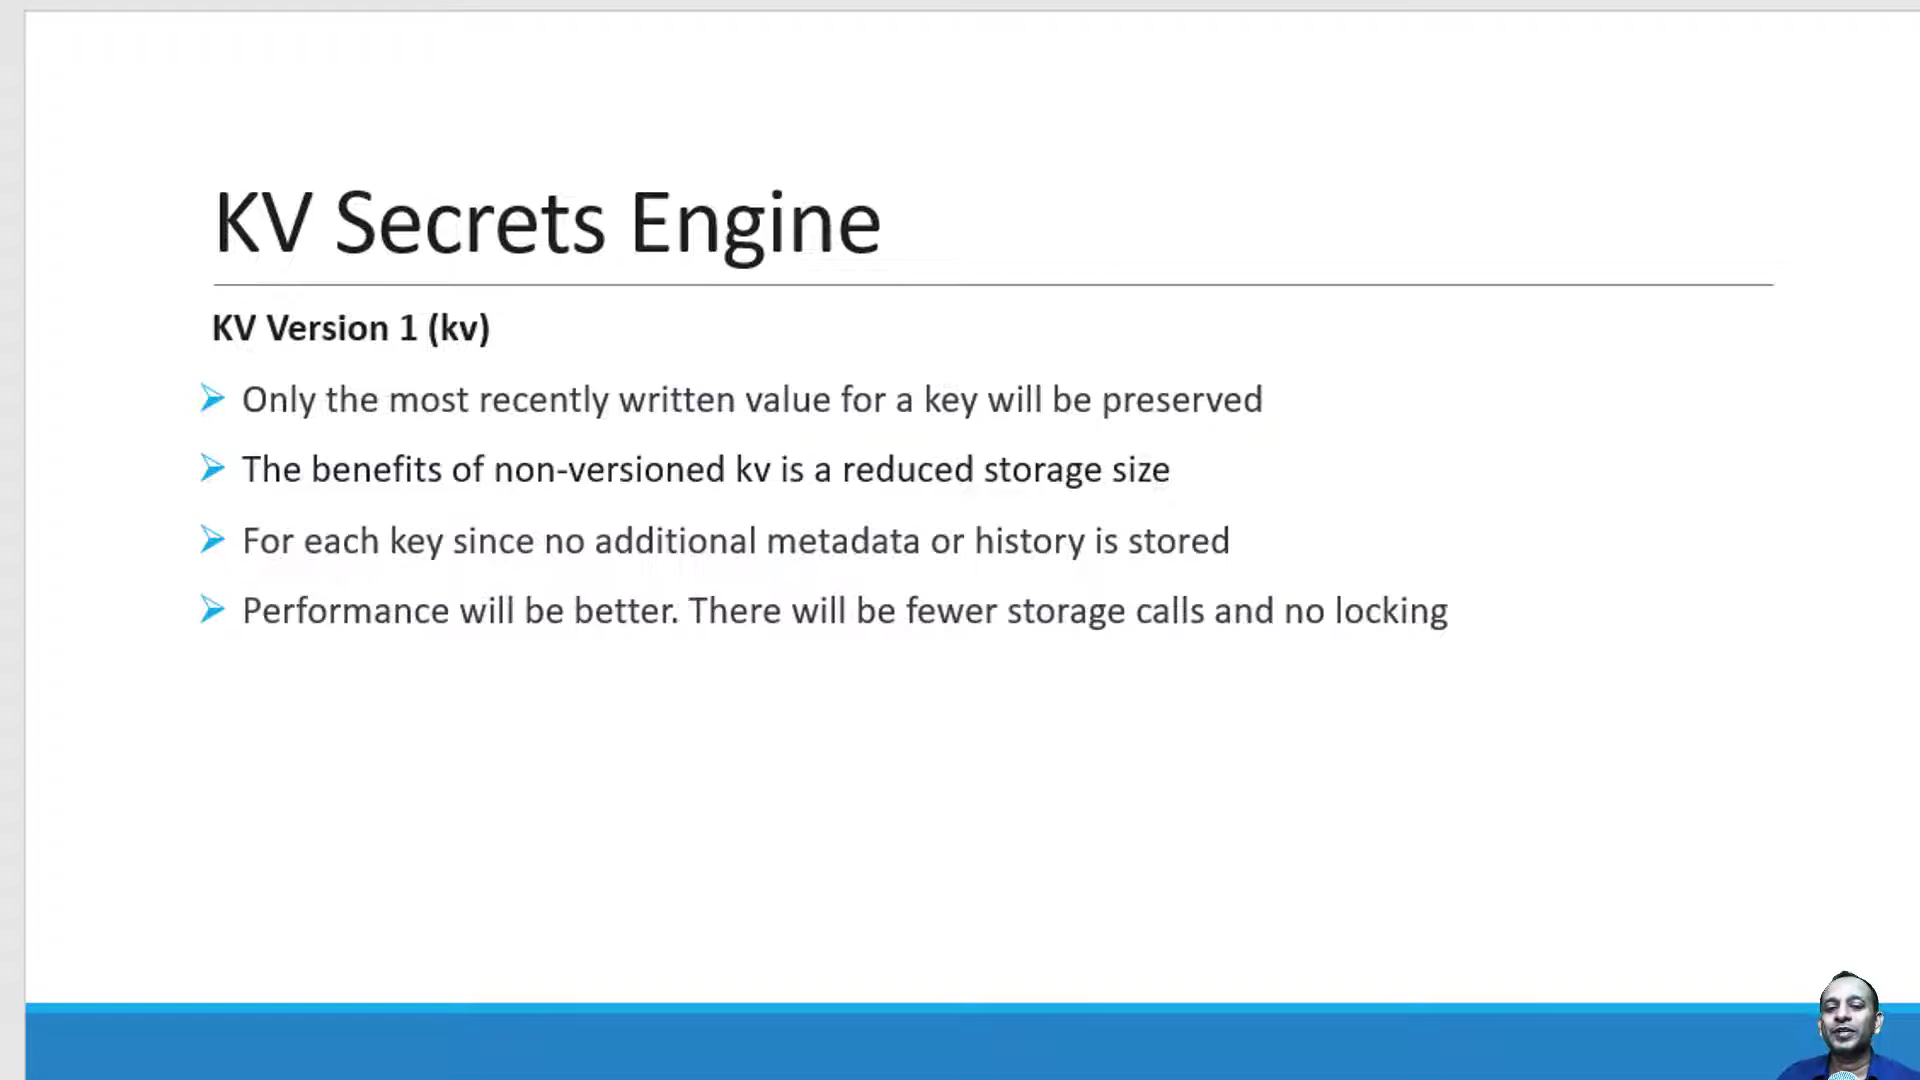 KV Secrets Engine
KV Version 1 (kv)
Only the most recently written value for a key will be preserved
The benefits of non-versioned kv is a reduced storage size
For each key since no additional metadata or history is stored
Performance will be better. There will be fewer storage calls and no locking